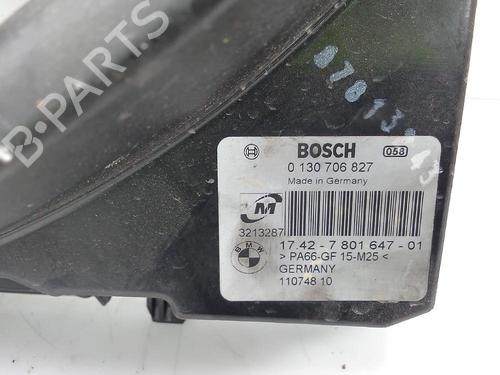 B-PARTS
BOSCH 058
0 130 706 827
Made in Germany
M
3213287
17.42 - 7 801 647 - 01
BMW
> PA66-GF 15-M25 <
GERMANY
110748 10